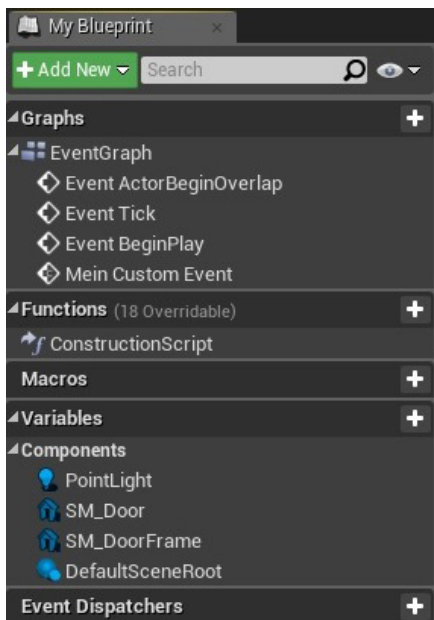 My Blueprint
Add New Search
Graphs
EventGraph
Event ActorBeginOverlap
Event Tick
Event BeginPlay
Mein Custom Event
Functions (18 Overridable)
ConstructionScript
Macros
Variables
Components
PointLight
SM_Door
SM_DoorFrame
DefaultSceneRoot
Event Dispatchers